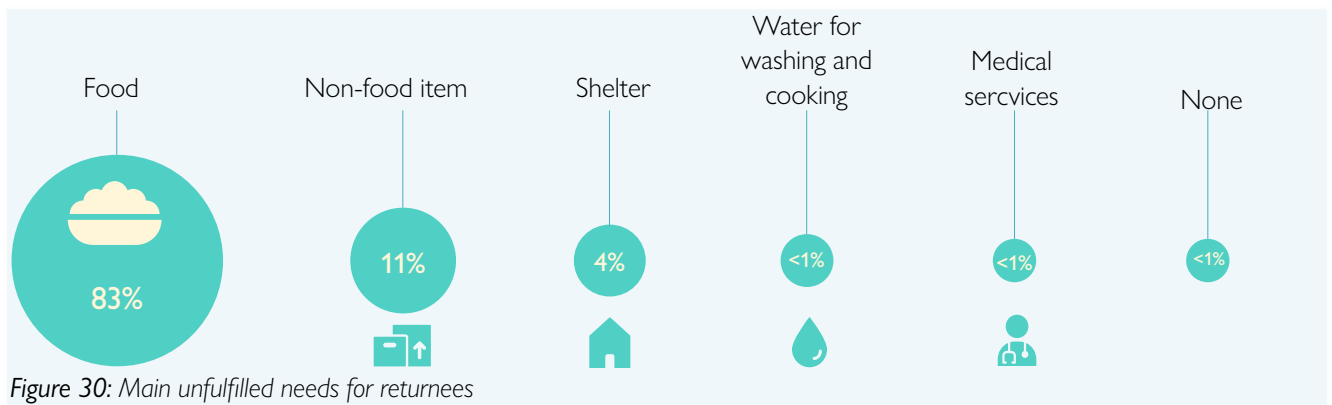 Food
83%
Non-food item
11%
Shelter
4%
Water for
washing and
cooking
<1%
Medical
sercvices
<1%
None
<1%
Figure 30: Main unfulfilled needs for returnees